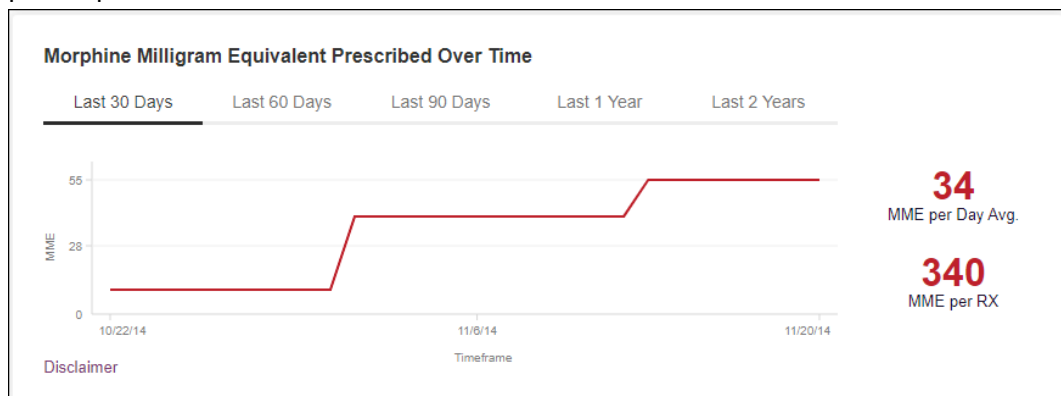 Morphine Milligram Equivalent Prescribed Over Time
Last 30 Days Last 60 Days Last 90 Days Last 1 Year Last 2 Years
55
28
0
MME
10/22/14 11/6/14 11/20/14
Timeframe
34
MME per Day Avg.
340
MME per RX
Disclaimer